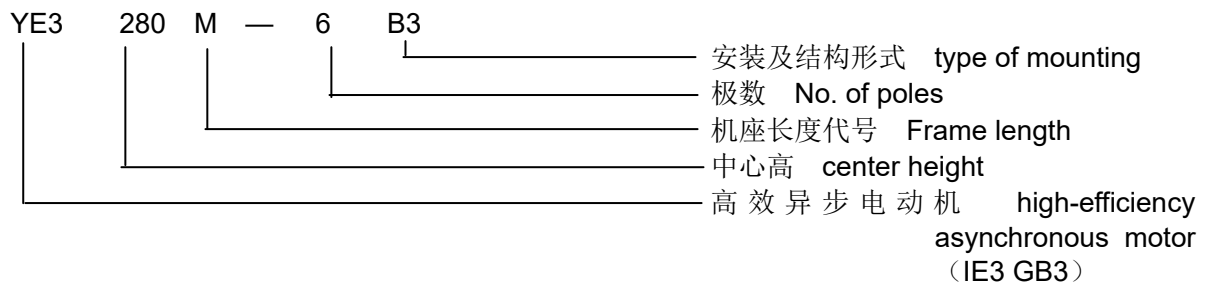 YE3 280 M — 6 B3
安装及结构形式 type of mounting
极数 No. of poles
机座长度代号 Frame length
中心高 center height
高效异步电动机 high-efficiency
asynchronous motor
（IE3 GB3）